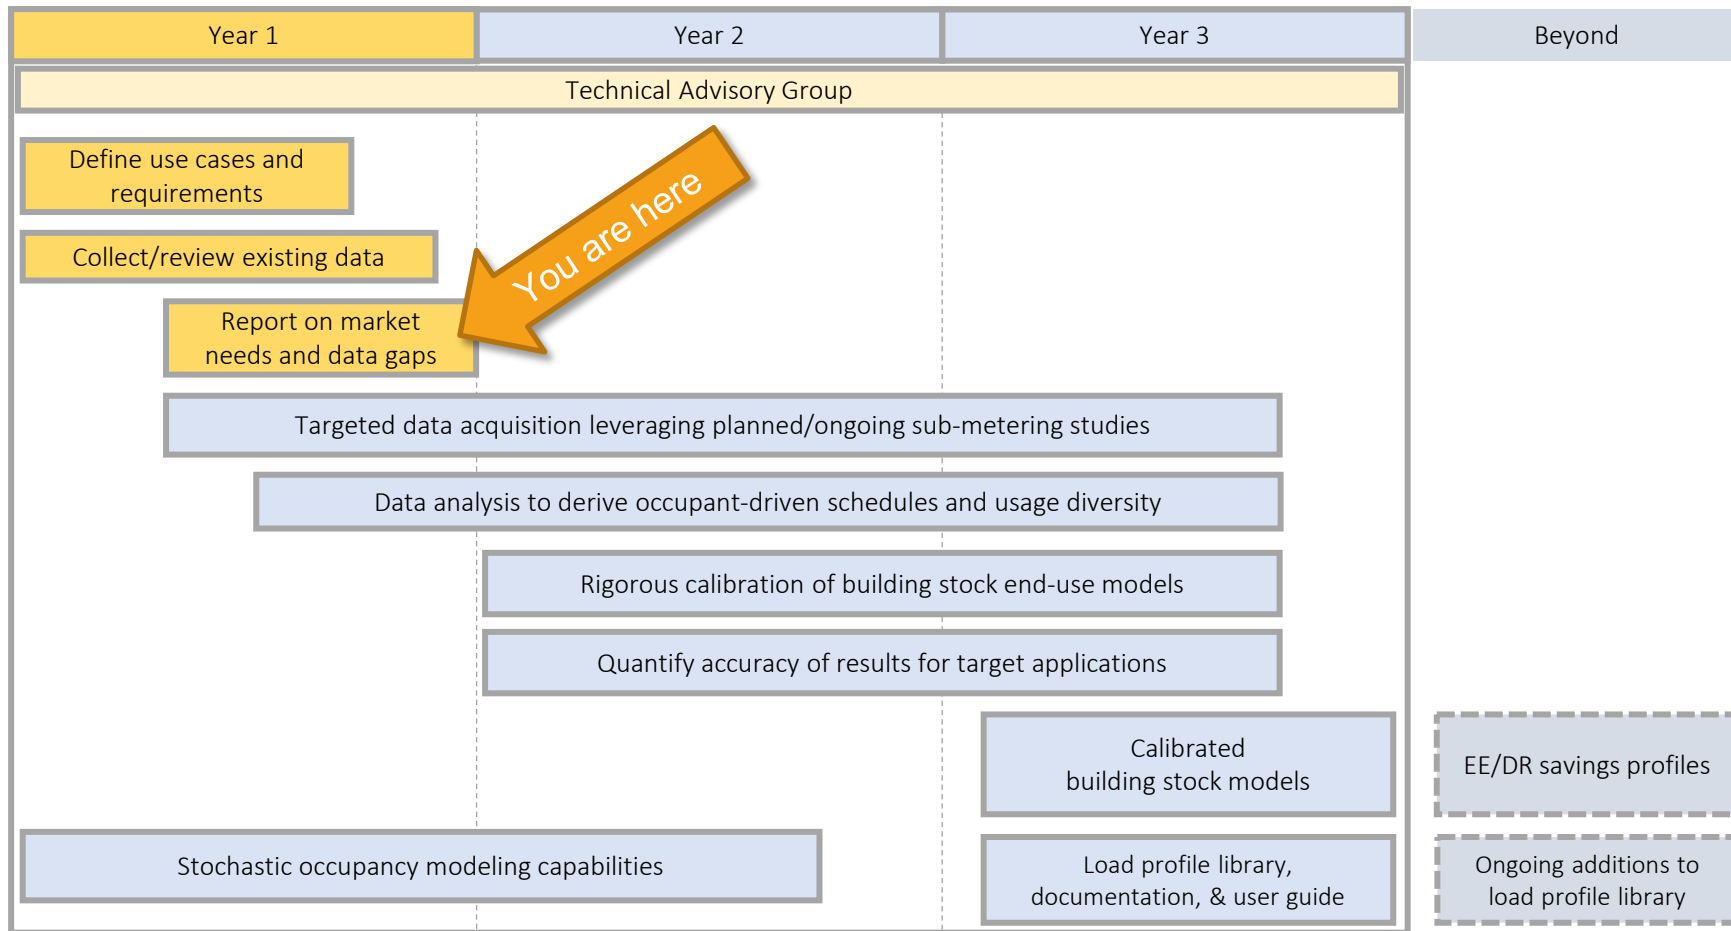 Year 1
Year 2
Year 3
Beyond
Technical Advisory Group
Define use cases and
requirements
Collect/review existing data
You are here
Report on market
needs and data gaps
Targeted data acquisition leveraging planned/ongoing sub-metering studies
Data analysis to derive occupant-driven schedules and usage diversity
Rigorous calibration of building stock end-use models
Quantify accuracy of results for target applications
Calibrated
building stock models
EE/DR savings profiles
Stochastic occupancy modeling capabilities
Load profile library,
documentation, & user guide
Ongoing additions to
load profile library